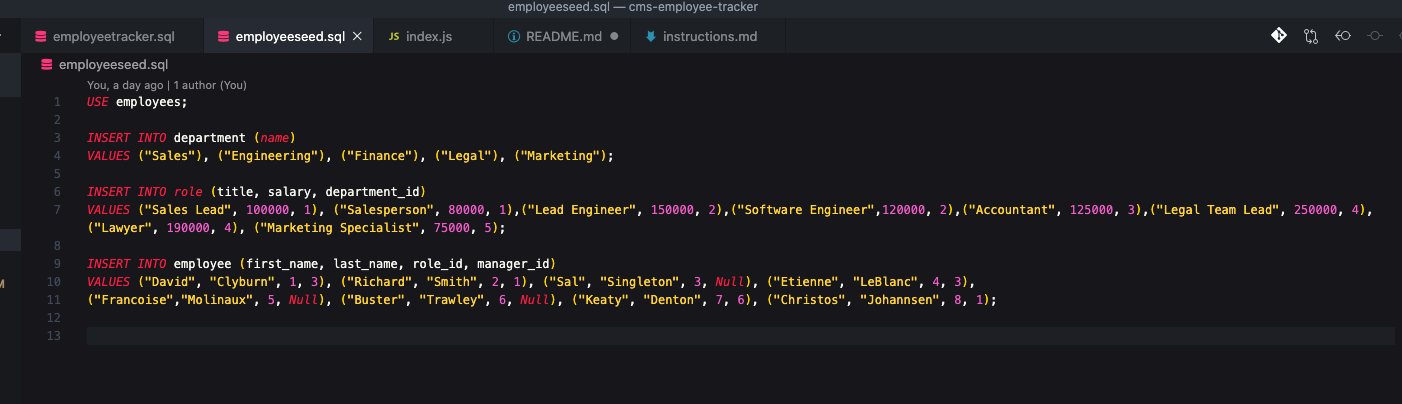 employeeseed.sql — cms-employee-tracker
employeetracker.sql employeeseed.sql JS index.js README.md instructions.md
employeeseed.sql
You, a day ago | 1 author (You)
1 USE employees;
2
3 INSERT INTO department (name)
4 VALUES ("Sales"), ("Engineering"), ("Finance"), ("Legal"), ("Marketing");
5
6 INSERT INTO role (title, salary, department_id)
7 VALUES ("Sales Lead", 100000, 1), ("Salesperson", 80000, 1),("Lead Engineer", 150000, 2),("Software Engineer",120000, 2),("Accountant", 125000, 3),("Legal Team Lead", 250000, 4),
("Lawyer", 190000, 4), ("Marketing Specialist", 75000, 5);
8
9 INSERT INTO employee (first_name, last_name, role_id, manager_id)
10 VALUES ("David", "Clyburn", 1, 3), ("Richard", "Smith", 2, 1), ("Sal", "Singleton", 3, Null), ("Etienne", "LeBlanc", 4, 3),
11 ("Francoise","Molinaux", 5, Null), ("Buster", "Trawley", 6, Null), ("Keaty", "Denton", 7, 6), ("Christos", "Johannsen", 8, 1);
12
13
M